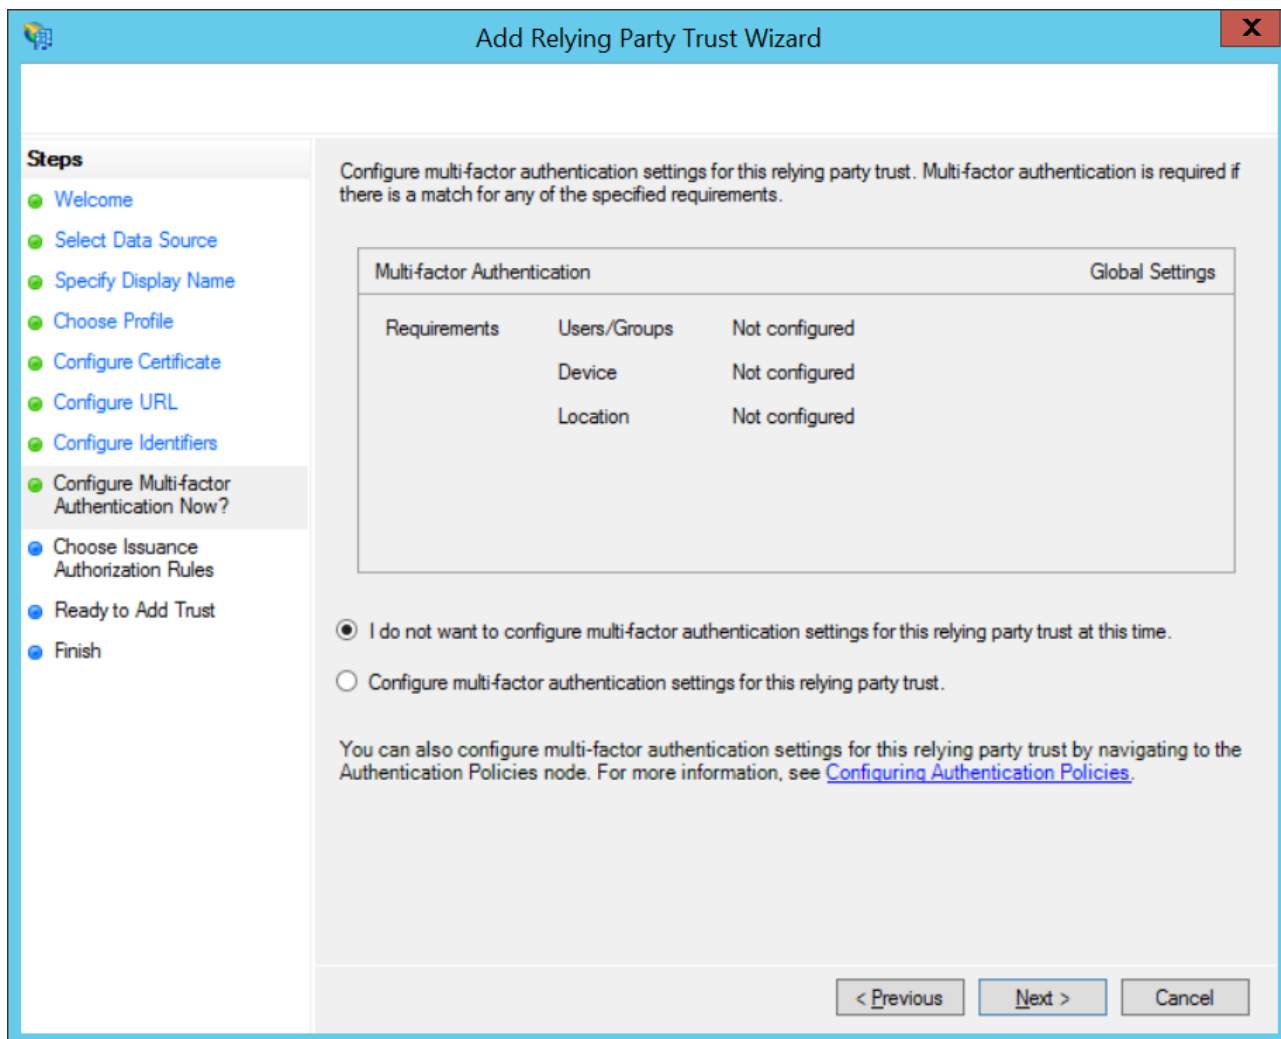 Add Relying Party Trust Wizard
X
Steps
Welcome
Select Data Source
Specify Display Name
Choose Profile
Configure Certificate
Configure URL
Configure Identifiers
Configure Multi-factor
Authentication Now?
Choose Issuance
Authorization Rules
Ready to Add Trust
Finish
Configure multi-factor authentication settings for this relying party trust. Multi-factor authentication is required if
there is a match for any of the specified requirements.
Multi-factor Authentication Global Settings
Requirements Users/Groups Not configured
Device Not configured
Location Not configured
I do not want to configure multi-factor authentication settings for this relying party trust at this time.
Configure multi-factor authentication settings for this relying party trust.
You can also configure multi-factor authentication settings for this relying party trust by navigating to the
Authentication Policies node. For more information, see Configuring Authentication Policies.
< Previous Next > Cancel